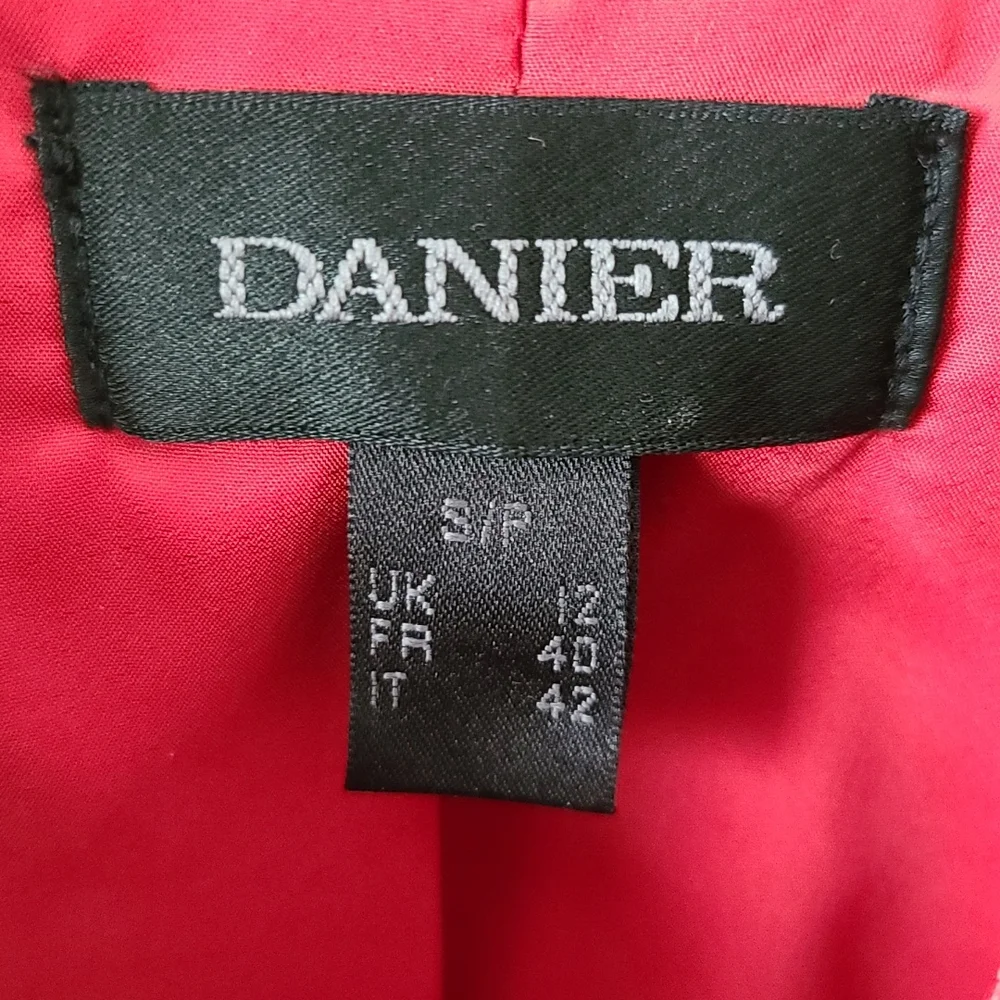 DANIER
S/P
UK 12
FR 40
IT 42